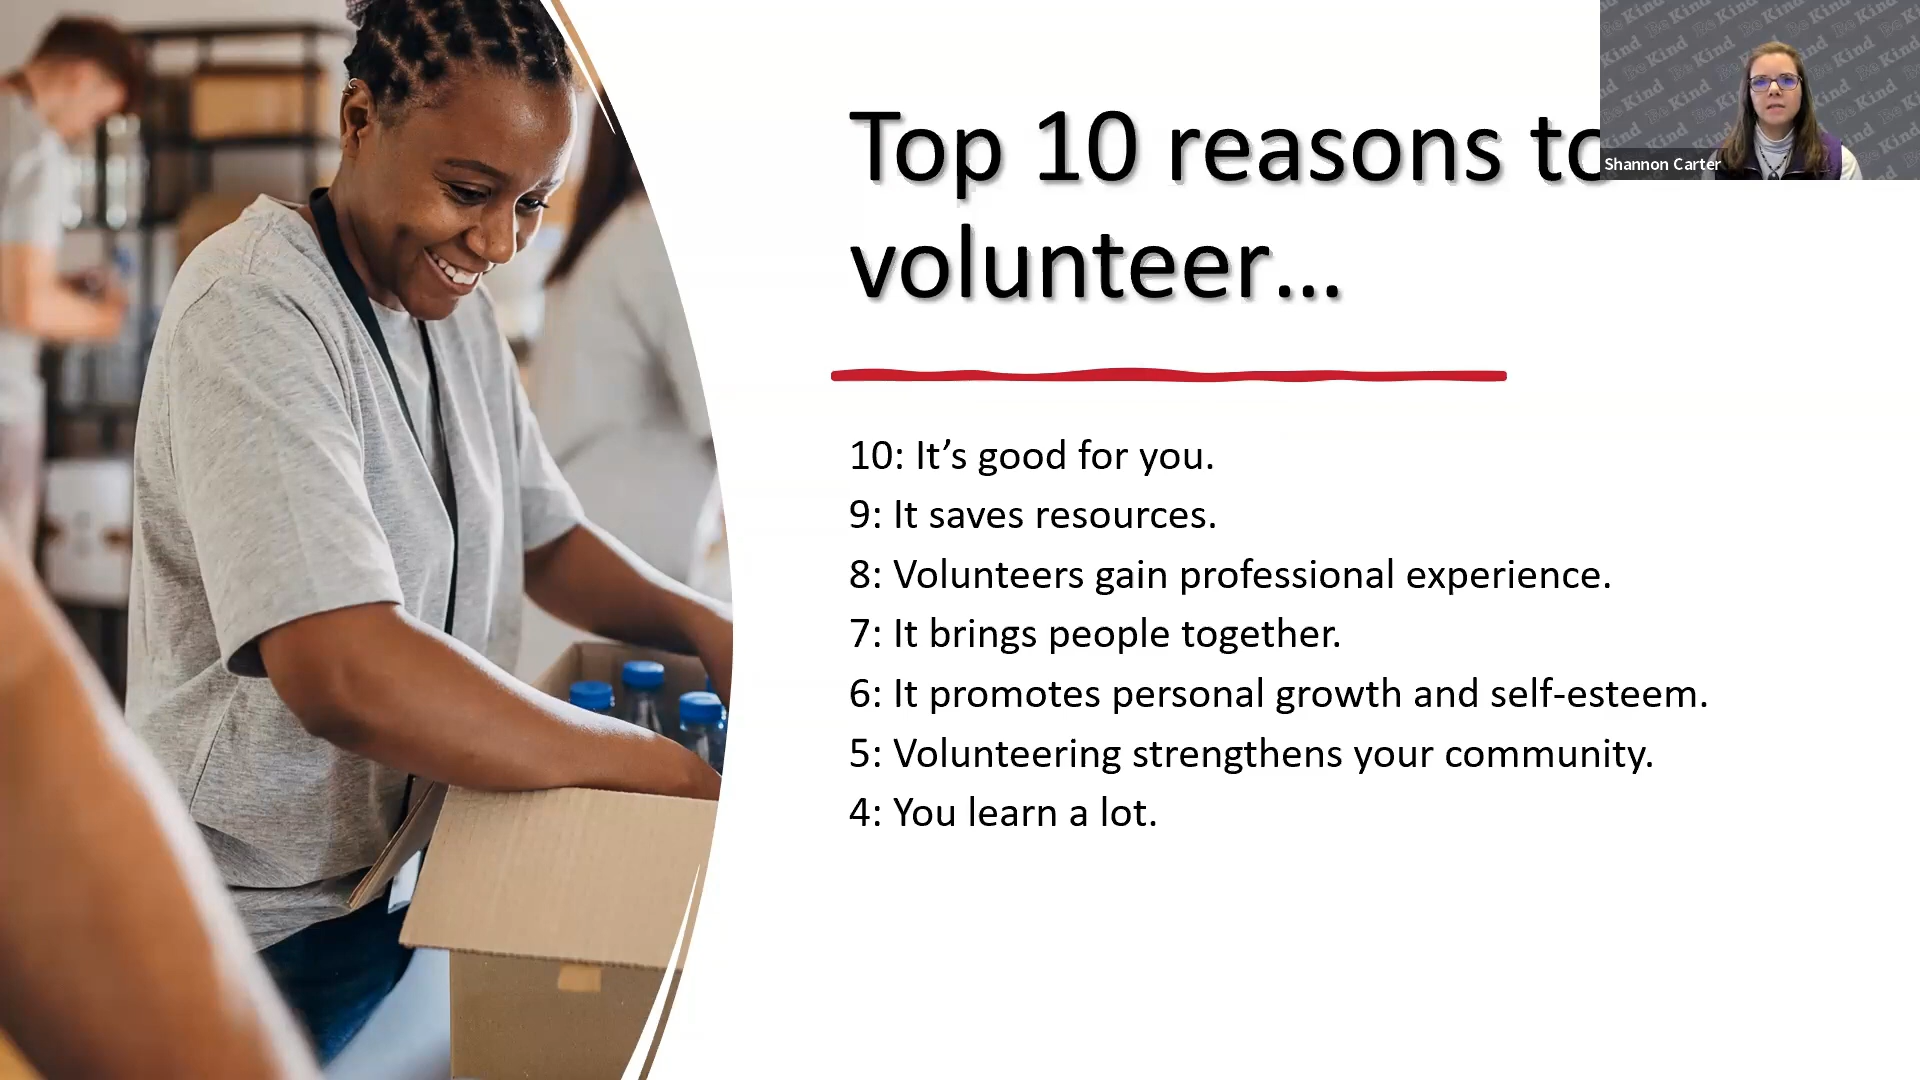 Top 10 reasons to
volunteer...
Shannon Carter
10: It’s good for you.
9: It saves resources.
8: Volunteers gain professional experience.
7: It brings people together.
6: It promotes personal growth and self-esteem.
5: Volunteering strengthens your community.
4: You learn a lot.
Be Kind